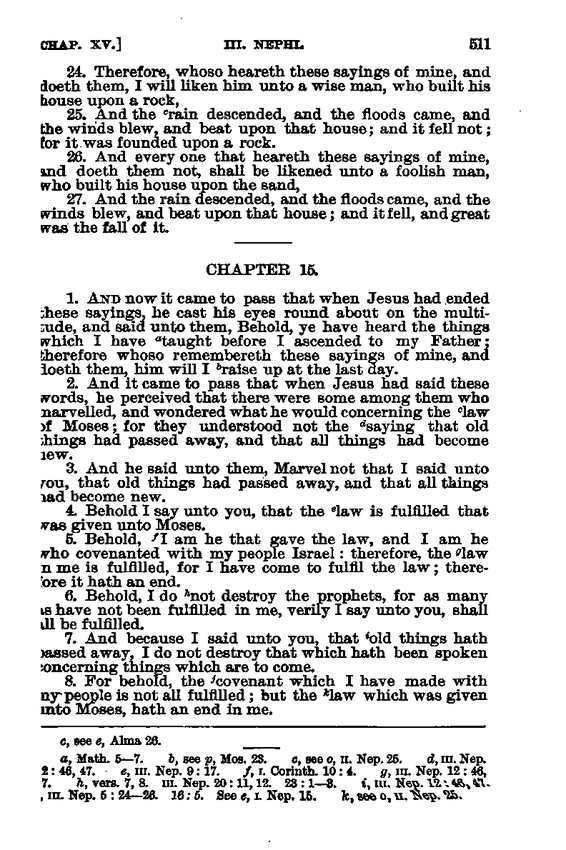 CHAP. XV.] III. NEPHI. 511
24. Therefore, whoso heareth these sayings of mine, and
doeth them, I will liken him unto a wise man, who built his
house upon a rock,
25. And the ᵉrain descended, and the floods came, and
the winds blew, and beat upon that house; and it fell not;
for it was founded upon a rock.
26. And every one that heareth these sayings of mine,
and doeth them not, shall be likened unto a foolish man,
who built his house upon the sand,
27. And the rain descended, and the floods came, and the
winds blew, and beat upon that house; and it fell, and great
was the fall of it.
CHAPTER 15.
1. AND now it came to pass that when Jesus had ended
these sayings, he cast his eyes round about on the multi-
tude, and said unto them, Behold, ye have heard the things
which I have ᵃtaught before I ascended to my Father;
therefore whoso remembereth these sayings of mine, and
doeth them, him will I ᵇraise up at the last day.
2. And it came to pass that when Jesus had said these
words, he perceived that there were some among them who
marvelled, and wondered what he would concerning the ᶜlaw
of Moses; for they understood not the ᵈsaying that old
things had passed away, and that all things had become
new.
3. And he said unto them, Marvel not that I said unto
you, that old things had passed away, and that all things
had become new.
4. Behold I say unto you, that the ᵉlaw is fulfilled that
was given unto Moses.
5. Behold, ᶠI am he that gave the law, and I am he
who covenanted with my people Israel: therefore, the ᵍlaw
n me is fulfilled, for I have come to fulfil the law; there-
fore it hath an end.
6. Behold, I do ʰnot destroy the prophets, for as many
as have not been fulfilled in me, verily I say unto you, shall
all be fulfilled.
7. And because I said unto you, that ⁱold things hath
passed away, I do not destroy that which hath been spoken
concerning things which are to come.
8. For behold, the ʲcovenant which I have made with
my people is not all fulfilled; but the ᵏlaw which was given
unto Moses, hath an end in me.
e, see e, Alma 26.
a, Math. 5—7. b, see p, Mos. 23. c, see o, II. Nep. 25. d, III. Nep.
2:46, 47. e, III. Nep. 9:17. f, I. Corinth. 10:4. g, III. Nep. 12:46,
7. h, vers. 7, 8. III. Nep. 20:11, 12. 23:1—3. i, III. Nep. 12:46, 47.
, III. Nep. 5:24—26. 16:5. See e, I. Nep. 15. k, see o, II. Nep. 25.